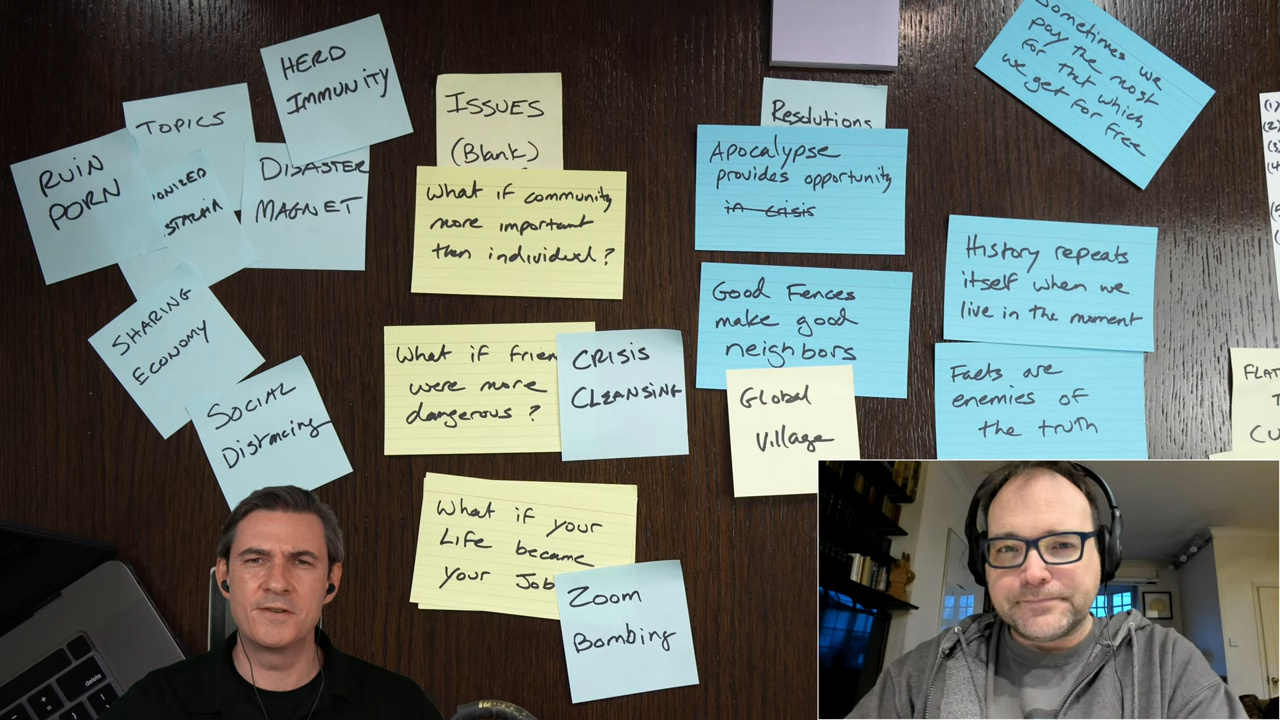 HERD
IMMUNITY
TOPICS
RUIN
PORN
DISASTER
MAGNET
SHARING
ECONOMY
SOCIAL
Distancing
ISSUES
(Blank)
What if community
more important
than individual?
What if
were more
dangerous?
CRISIS
CLEANSING
What if your
Life became
your Job
Zoom
Bombing
Resolutions
Apocalypse
provides opportunity
in crisis
Good Fences
make good
neighbors
Global
Village
Sometimes we
pay the most
for that which
we get for free
History repeats
itself when we
live in the moment
Facts are
enemies of
the truth
(1)
(2)
delete